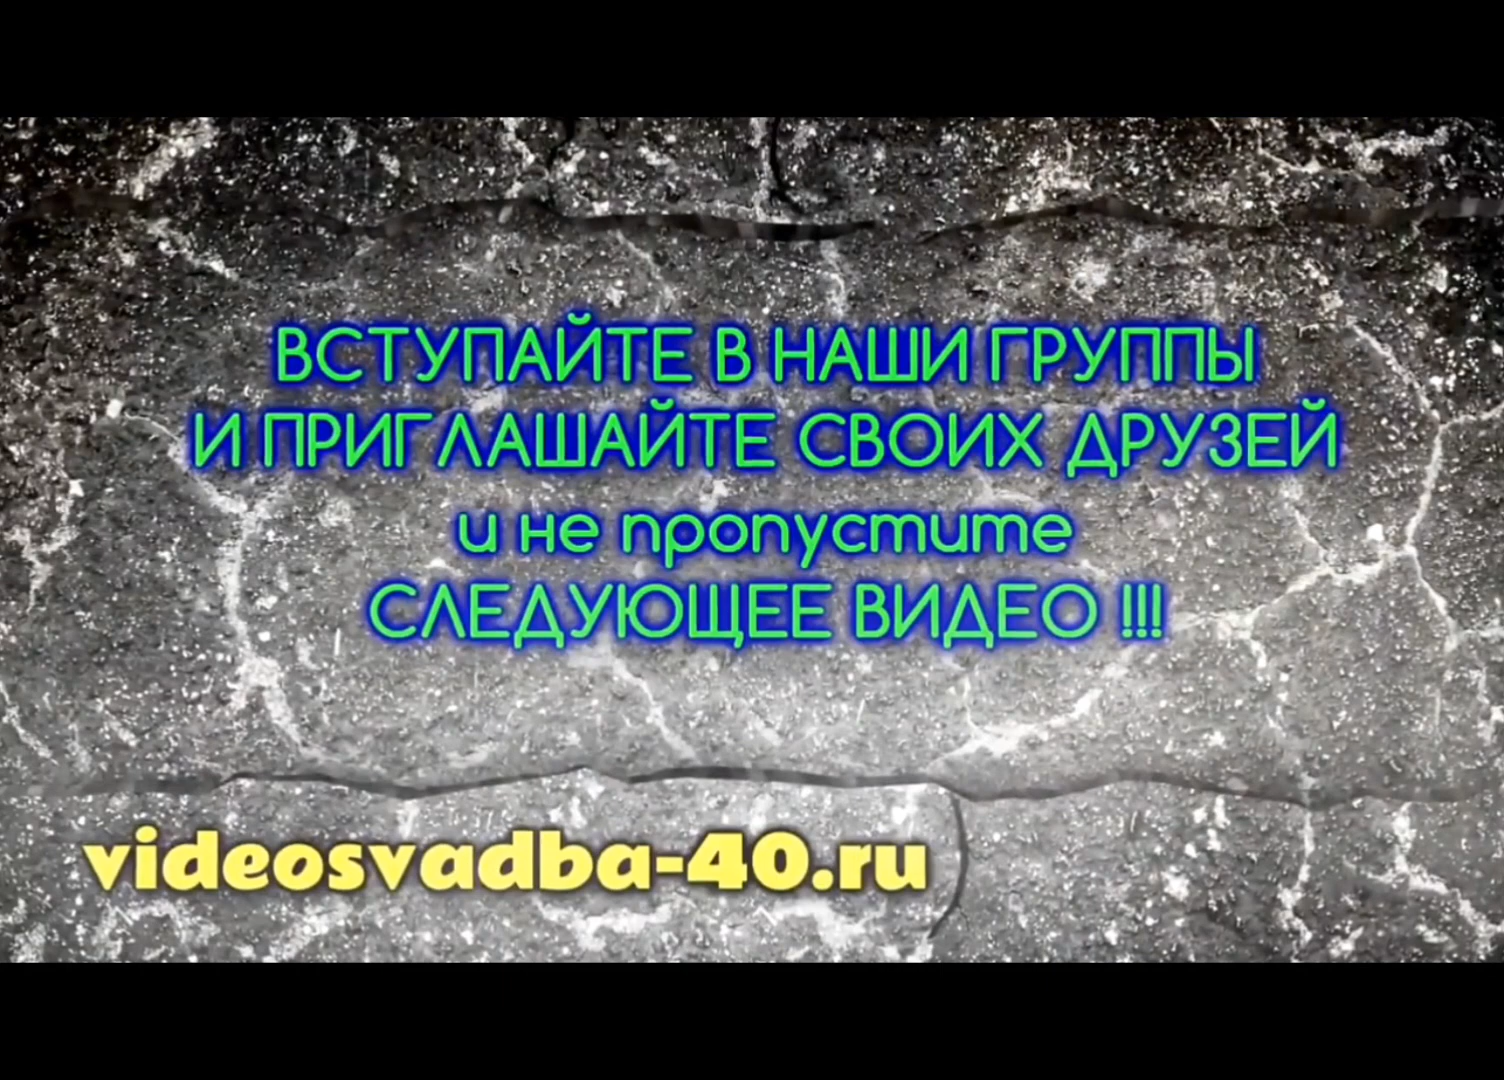 ВСТУПАЙТЕ В НАШИ ГРУППЫ
И ПРИГЛАШАЙТЕ СВОИХ ДРУЗЕЙ
и не пропустите
СЛЕДУЮЩЕЕ ВИДЕО !!!
videosvadba-40.ru